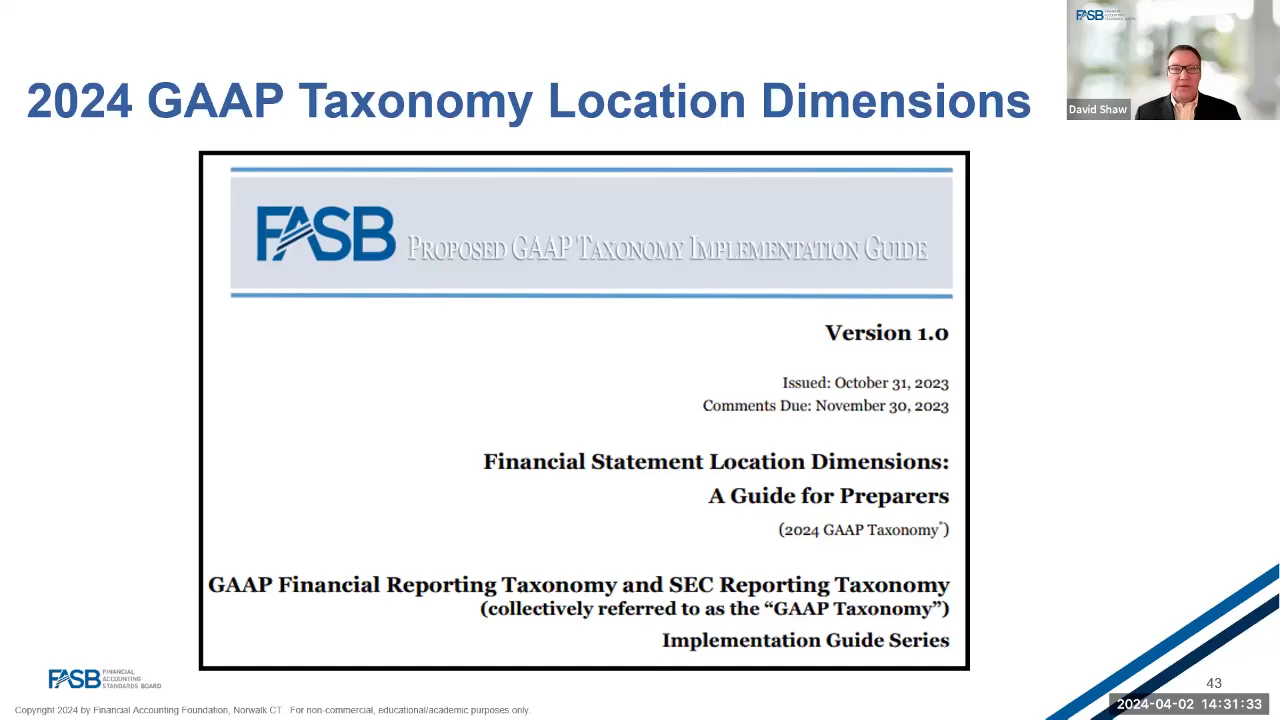 2024 GAAP Taxonomy Location Dimensions
FASB
David Shaw
FASB PROPOSED GAAP TAXONOMY IMPLEMENTATION GUIDE
Version 1.0
Issued: October 31, 2023
Comments Due: November 30, 2023
Financial Statement Location Dimensions:
A Guide for Preparers
(2024 GAAP Taxonomy*)
GAAP Financial Reporting Taxonomy and SEC Reporting Taxonomy
(collectively referred to as the “GAAP Taxonomy”)
Implementation Guide Series
FASB FINANCIAL
ACCOUNTING
STANDARDS BOARD
43
2024-04-02 14:31:33
Copyright 2024 by Financial Accounting Foundation, Norwalk CT. For non-commercial, educational/academic purposes only.